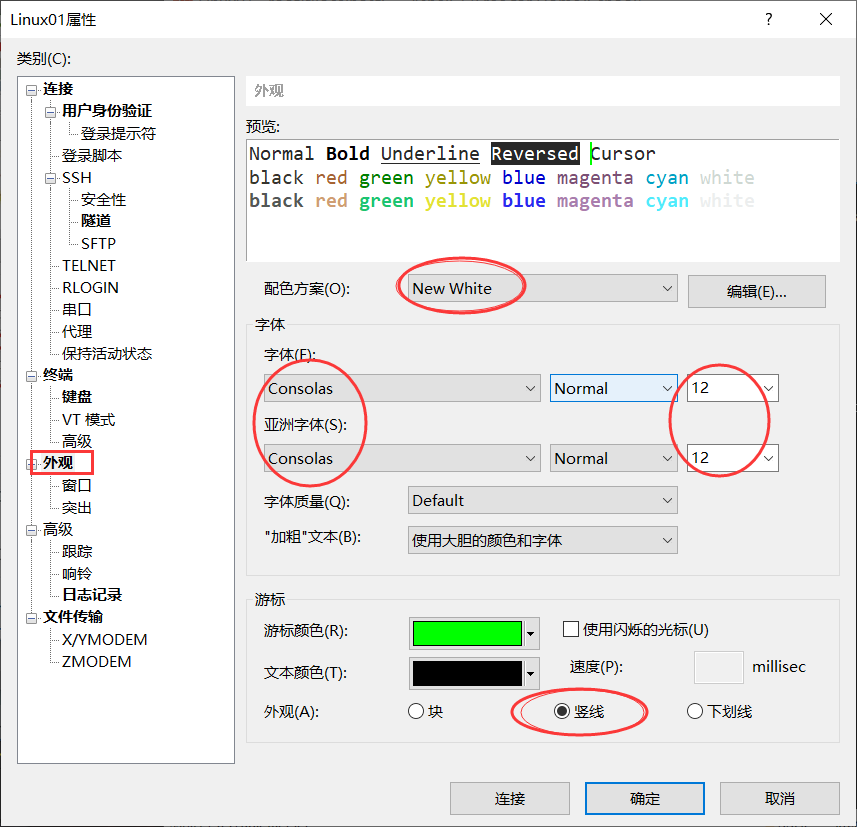 Linux01属性
类别(C):
连接
用户身份验证
登录提示符
登录脚本
SSH
安全性
隧道
SFTP
TELNET
RLOGIN
串口
代理
保持活动状态
终端
键盘
VT 模式
高级
外观
窗口
突出
高级
跟踪
响铃
日志记录
文件传输
X/YMODEM
ZMODEM
外观
预览:
Normal Bold Underline Reversed Cursor
black red green yellow blue magenta cyan white
black red green yellow blue magenta cyan white
配色方案(O): New White 编辑(E)...
字体
字体(F):
Consolas Normal 12
亚洲字体(S):
Consolas Normal 12
字体质量(Q): Default
"加粗"文本(B): 使用大胆的颜色和字体
游标
游标颜色(R): 使用闪烁的光标(U)
文本颜色(T): 速度(P): millisec
外观(A): 块 竖线 下划线
连接 确定 取消